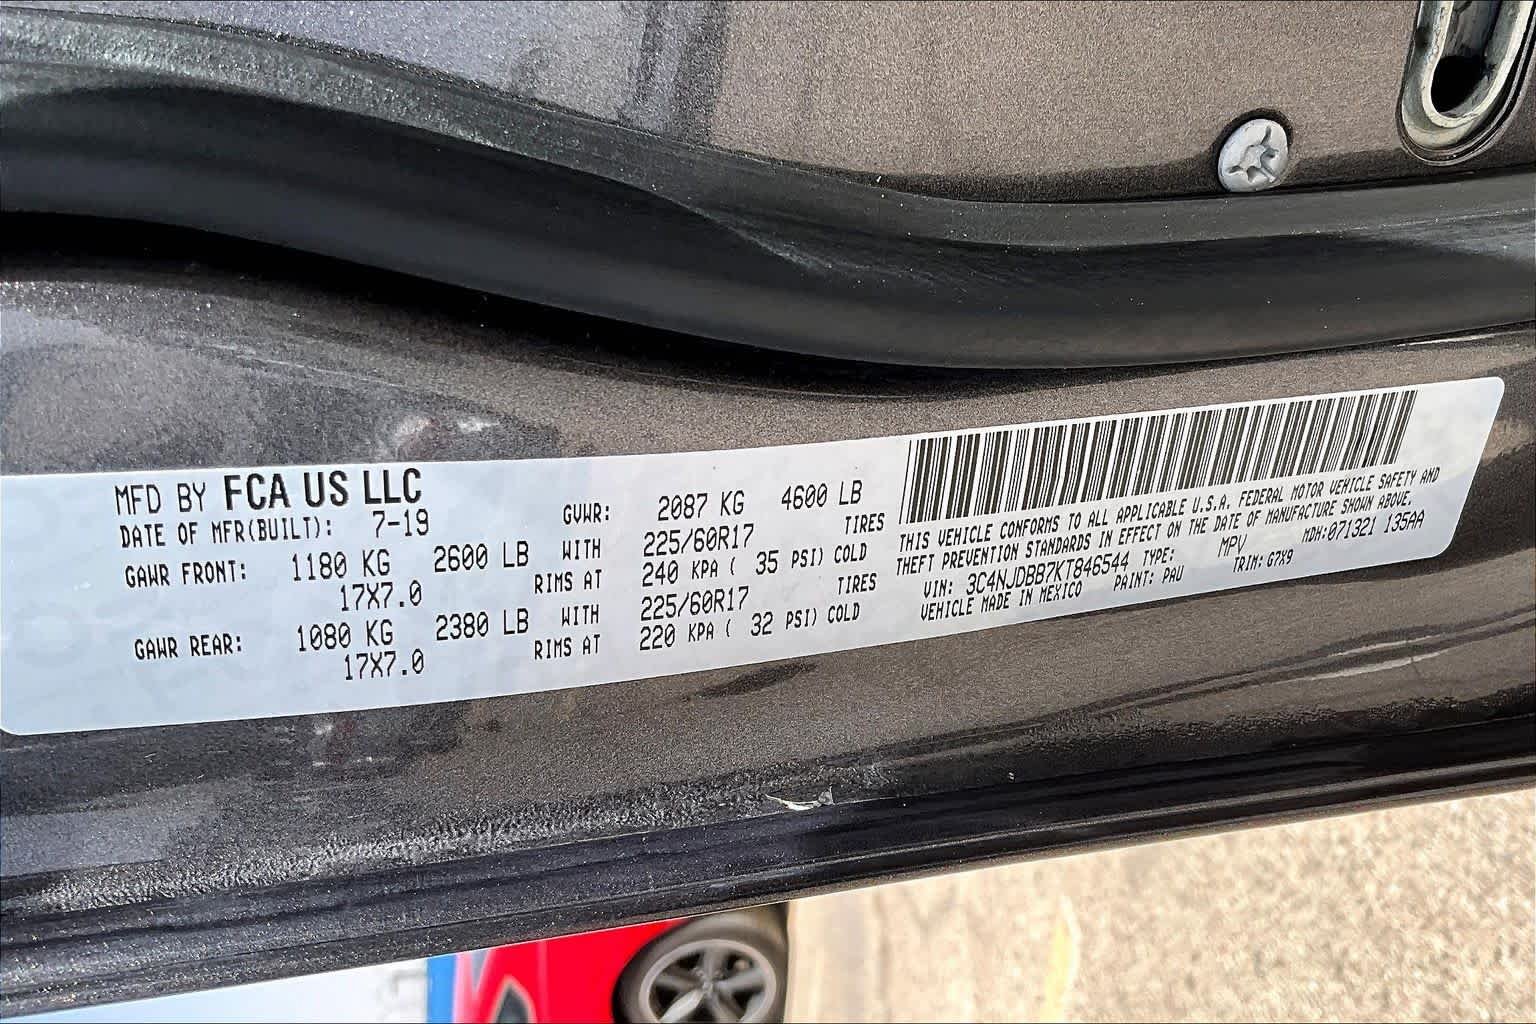 MFD BY FCA US LLC
DATE OF MFR(BUILT): 7-19
GVWR: 2087 KG 4600 LB
GAWR FRONT: 1180 KG 2600 LB WITH 225/60R17 TIRES
17X7.0 RIMS AT 240 KPA ( 35 PSI) COLD
GAWR REAR: 1080 KG 2380 LB WITH 225/60R17 TIRES
17X7.0 RIMS AT 220 KPA ( 32 PSI) COLD
THIS VEHICLE CONFORMS TO ALL APPLICABLE U.S.A. FEDERAL MOTOR VEHICLE SAFETY AND
THEFT PREVENTION STANDARDS IN EFFECT ON THE DATE OF MANUFACTURE SHOWN ABOVE.
VIN: 3C4NJDBB7KT846544 TYPE: MPV MDH:071321 135AA
VEHICLE MADE IN MEXICO PAINT: PAU TRIM: G7X9